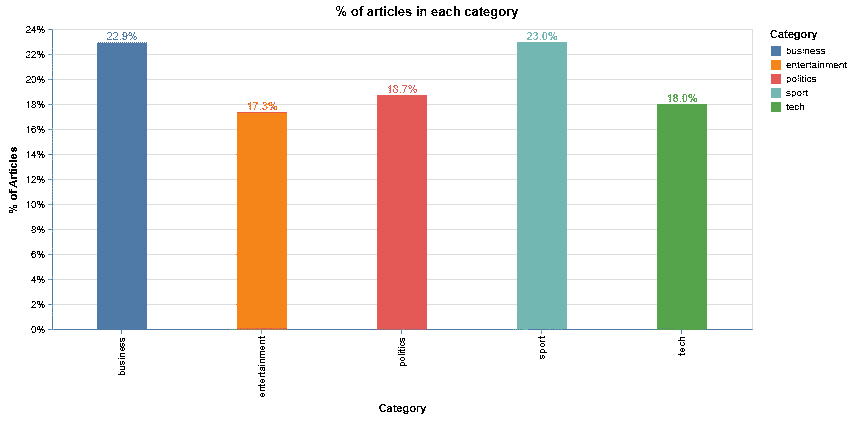 % of articles in each category
24%
22%
20%
18%
16%
14%
12%
10%
8%
6%
4%
2%
0%
% of Articles
22.9%
17.3%
18.7%
23.0%
18.0%
business
entertainment
politics
sport
tech
Category
Category
business
entertainment
politics
sport
tech